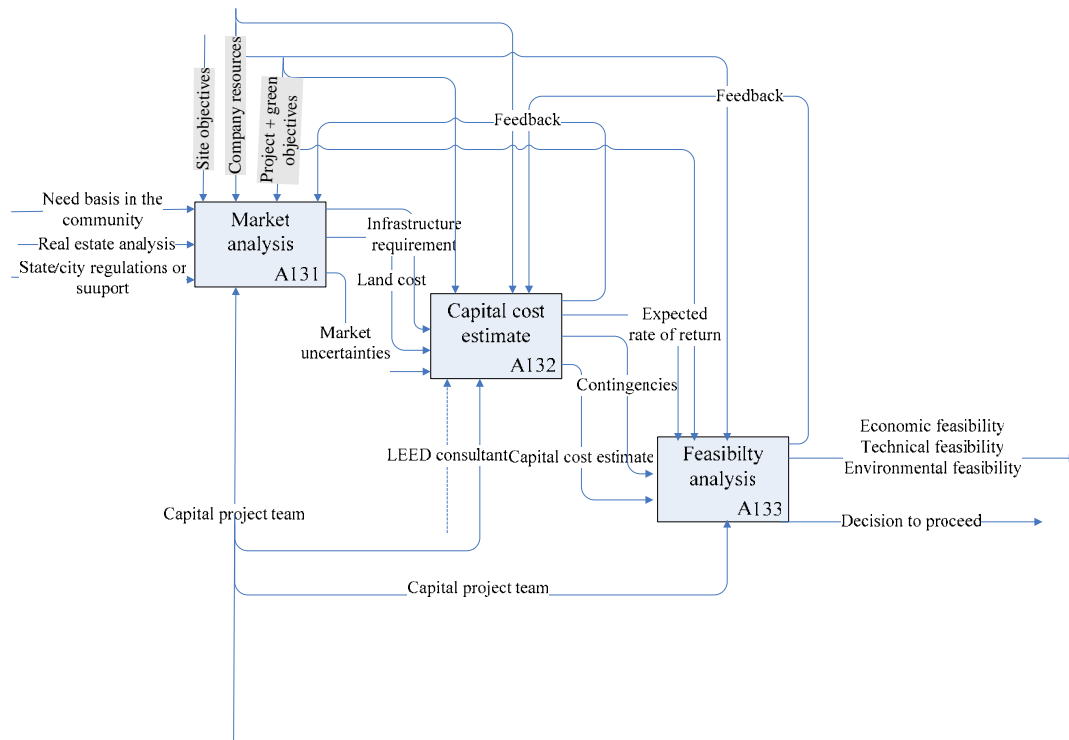 Site objectives
Company resources
Project + green
objectives
Feedback
Feedback
Need basis in the
community
Real estate analysis
State/city regulations or
suuport
Market
analysis
A131
Infrastructure
requirement
Land cost
Market
uncertainties
Capital cost
estimate
A132
Expected
rate of return
Contingencies
LEED consultant
Capital cost estimate
Feasibilty
analysis
A133
Economic feasibility
Technical feasibility
Environmental feasibility
Decision to proceed
Capital project team
Capital project team